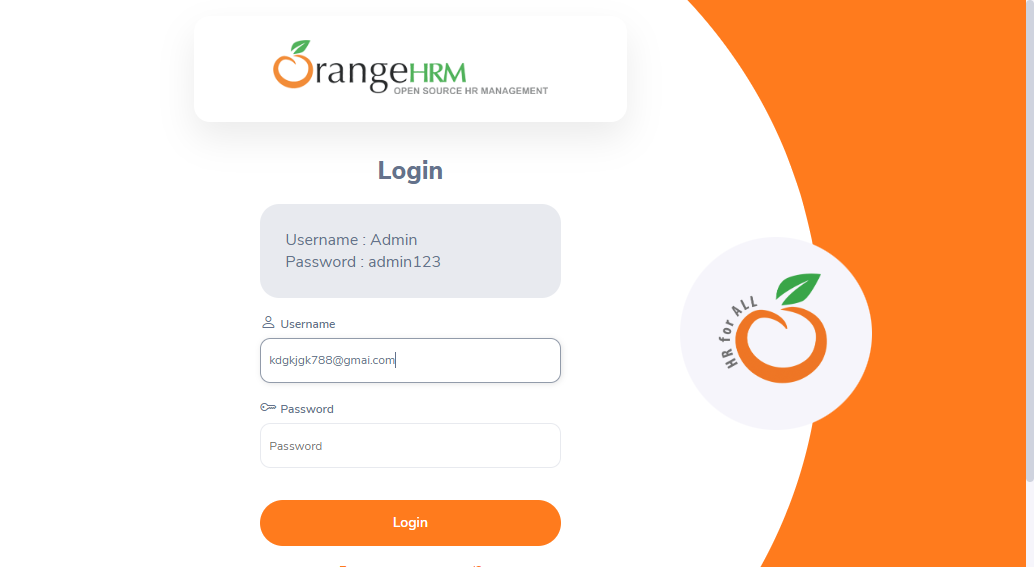 OrangeHRM
OPEN SOURCE HR MANAGEMENT
Login
Username : Admin
Password : admin123
Username
kdgkjgk788@gmai.com
Password
Password
Login
HR for ALL